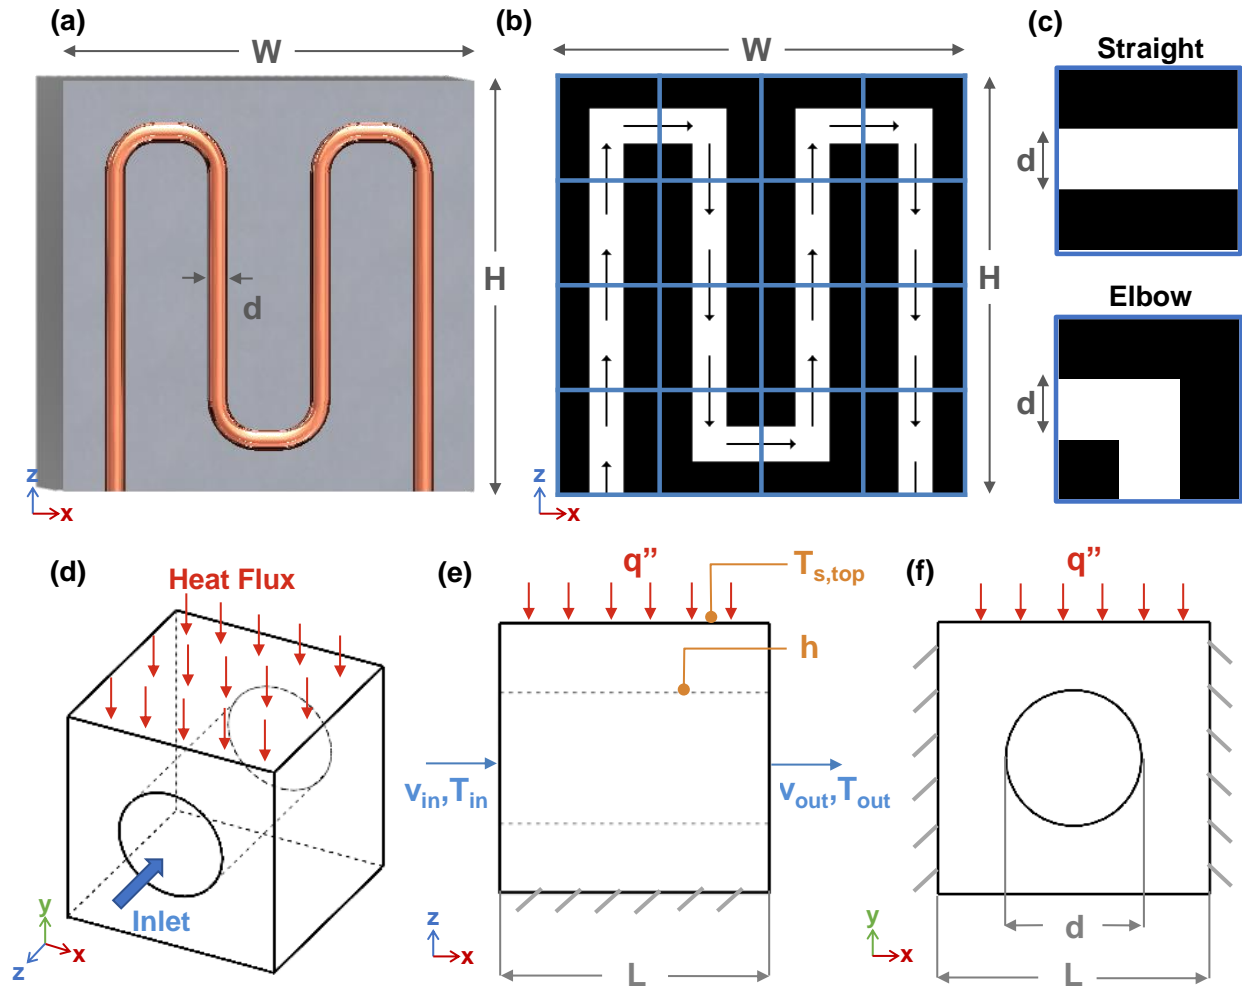 (a)
W
H
d
z
x
(b)
W
H
z
x
(c)
Straight
d
Elbow
d
(d)
Heat Flux
Inlet
y
x
z
(e)
q”
Ts,top
h
vin,Tin
vout,Tout
z
x
L
(f)
q”
d
y
x
L